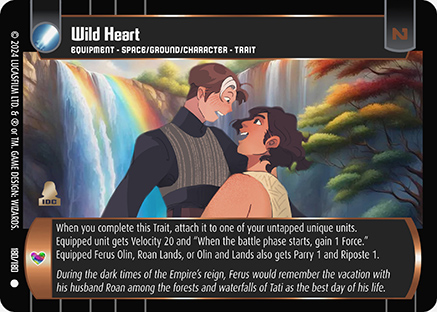 Wild Heart
N
EQUIPMENT - SPACE/GROUND/CHARACTER - TRAIT
© 2024 LUCASFILM LTD. & ® OR TM. GAME DESIGN: WIZARDS.
IDC
When you complete this Trait, attach it to one of your untapped unique units.
Equipped unit gets Velocity 20 and “When the battle phase starts, gain 1 Force.”
Equipped Ferus Olin, Roan Lands, or Olin and Lands also gets Parry 1 and Riposte 1.
During the dark times of the Empire's reign, Ferus would remember the vacation with
his husband Roan among the forests and waterfalls of Tati as the best day of his life.
180/180